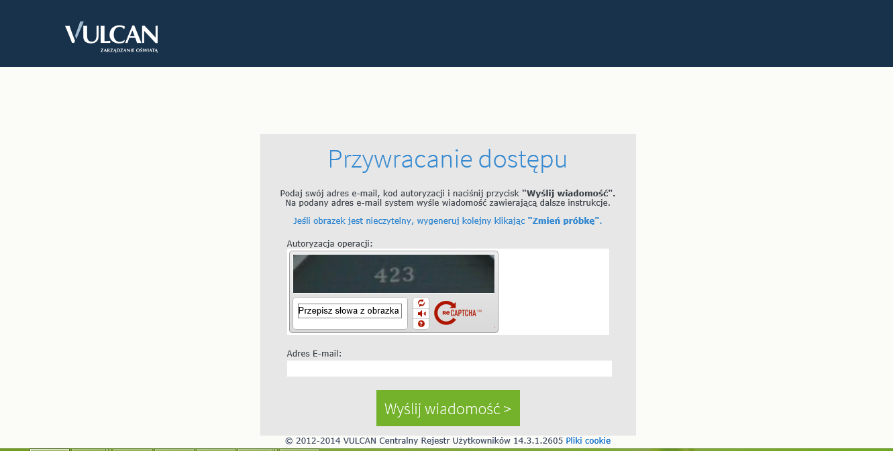 VULCAN
ZARZĄDZANIE OŚWIATĄ
Przywracanie dostępu
Podaj swój adres e-mail, kod autoryzacji i naciśnij przycisk "Wyślij wiadomość".
Na podany adres e-mail system wyśle wiadomość zawierającą dalsze instrukcje.
Jeśli obrazek jest nieczytelny, wygeneruj kolejny klikając "Zmień próbkę".
Autoryzacja operacji:
423
Przepisz słowa z obrazka
reCAPTCHA™
Adres E-mail:
Wyślij wiadomość >
© 2012-2014 VULCAN Centralny Rejestr Użytkowników 14.3.1.2605 Pliki cookie